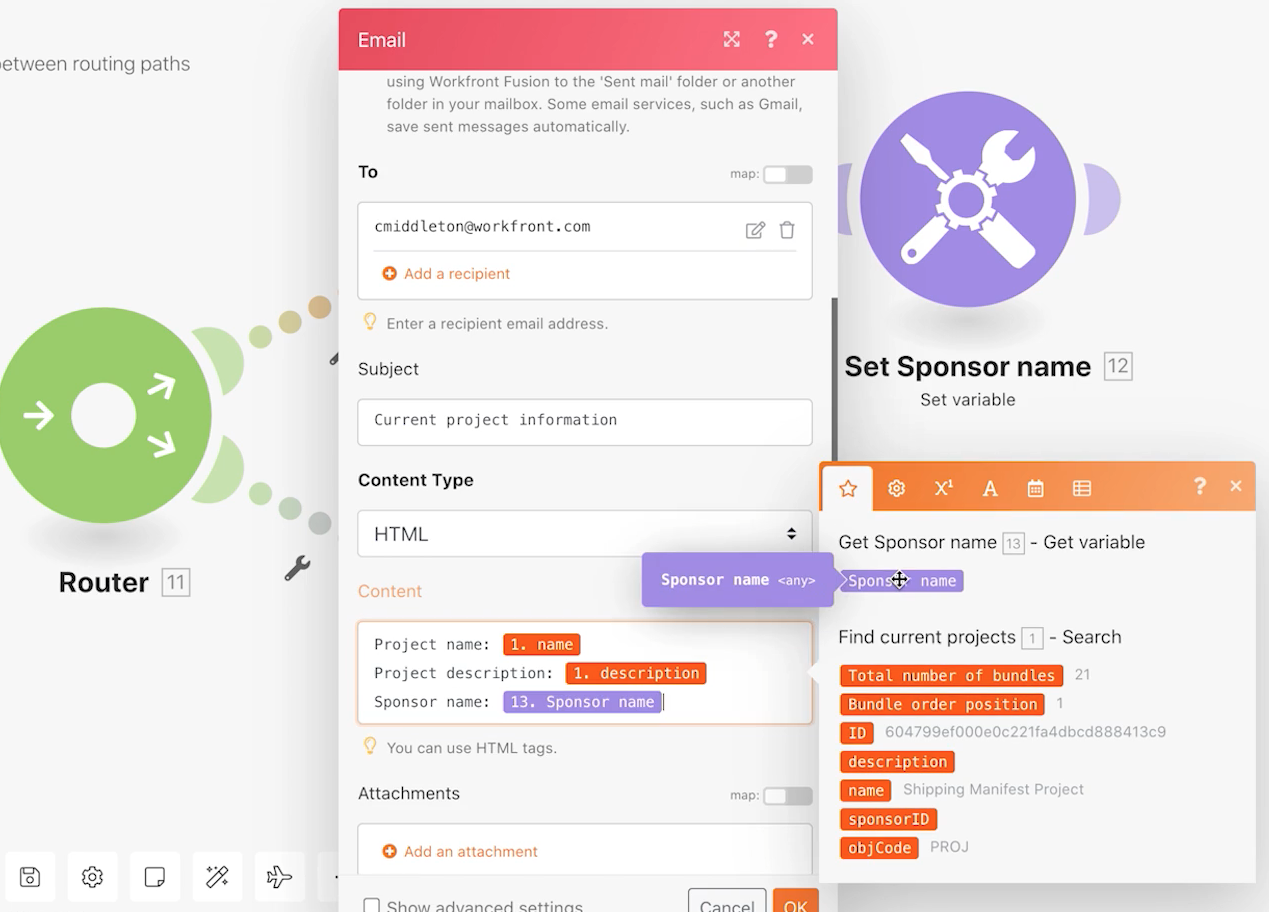 between routing paths
Email
?
using Workfront Fusion to the 'Sent mail' folder or another
folder in your mailbox. Some email services, such as Gmail,
save sent messages automatically.
To
map:
cmiddleton@workfront.com
Add a recipient
Enter a recipient email address.
Subject
Current project information
Content Type
HTML
Content
Project name: 1. name
Project description: 1. description
Sponsor name: 13. Sponsor name
You can use HTML tags.
Attachments
map:
Add an attachment
Show advanced settings
Cancel
OK
Router 11
Set Sponsor name 12
Set variable
Sponsor name <any>
X¹
A
?
Get Sponsor name 13 - Get variable
Sponsor name
Find current projects 1 - Search
Total number of bundles 21
Bundle order position 1
ID 604799ef000e0c221fa4dbcd888413c9
description
name Shipping Manifest Project
sponsorID
objCode PROJ